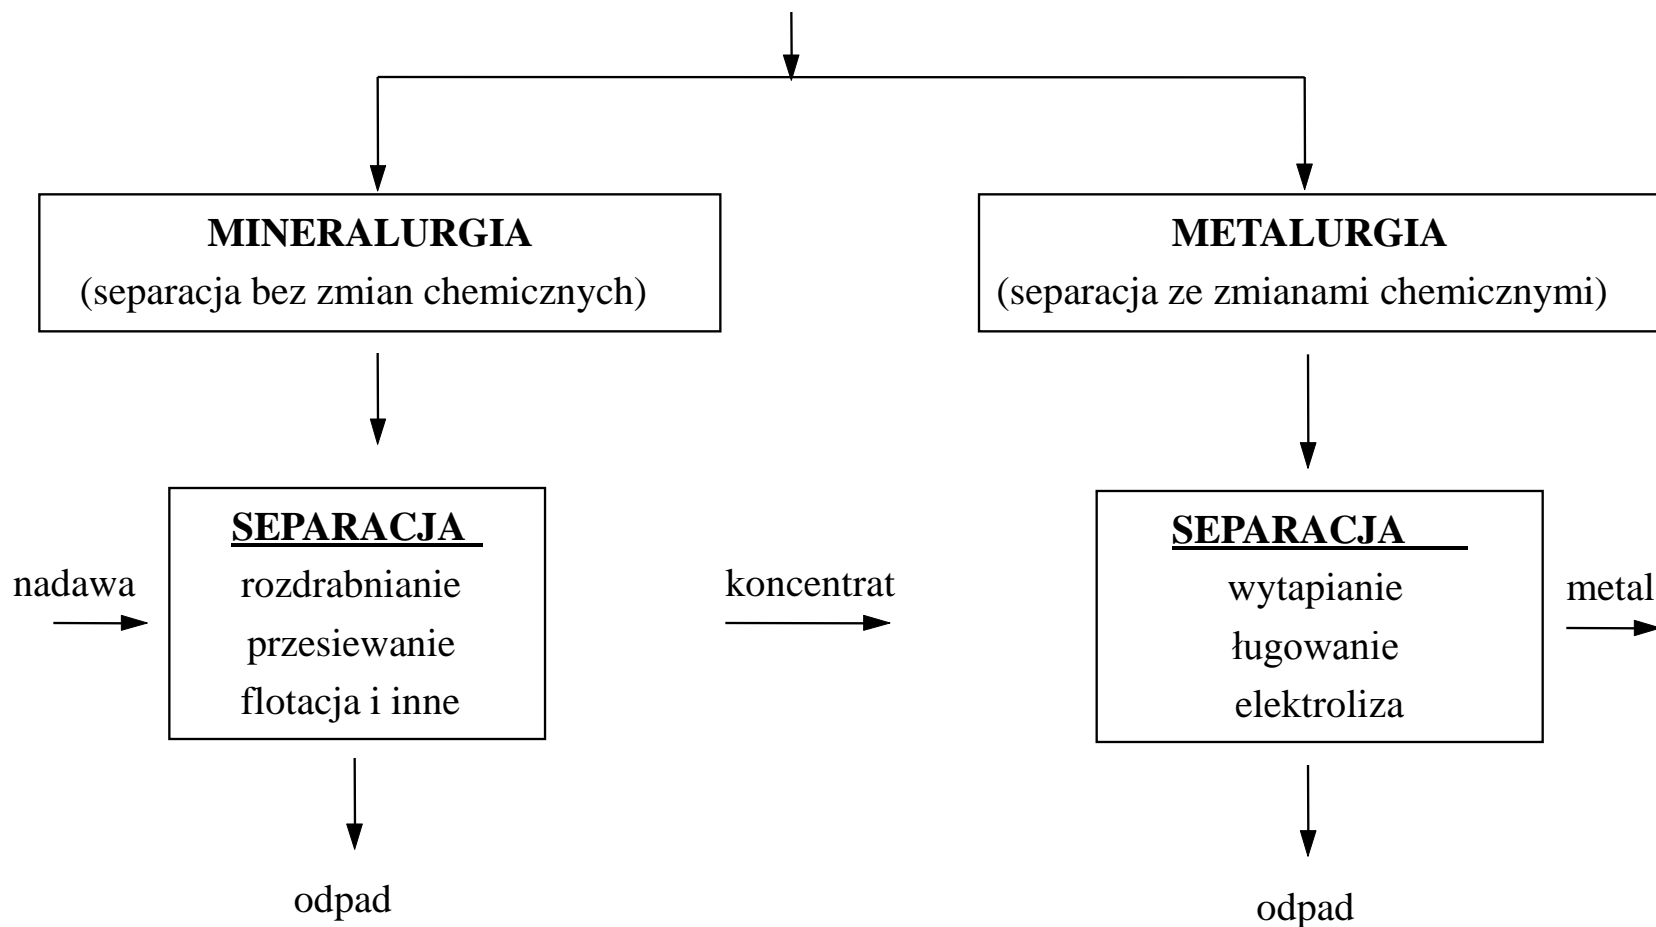 MINERALURGIA
(separacja bez zmian chemicznych)
METALURGIA
(separacja ze zmianami chemicznymi)
nadawa
SEPARACJA
rozdrabnianie
przesiewanie
flotacja i inne
koncentrat
SEPARACJA
wytapianie
ługowanie
elektroliza
metal
odpad
odpad